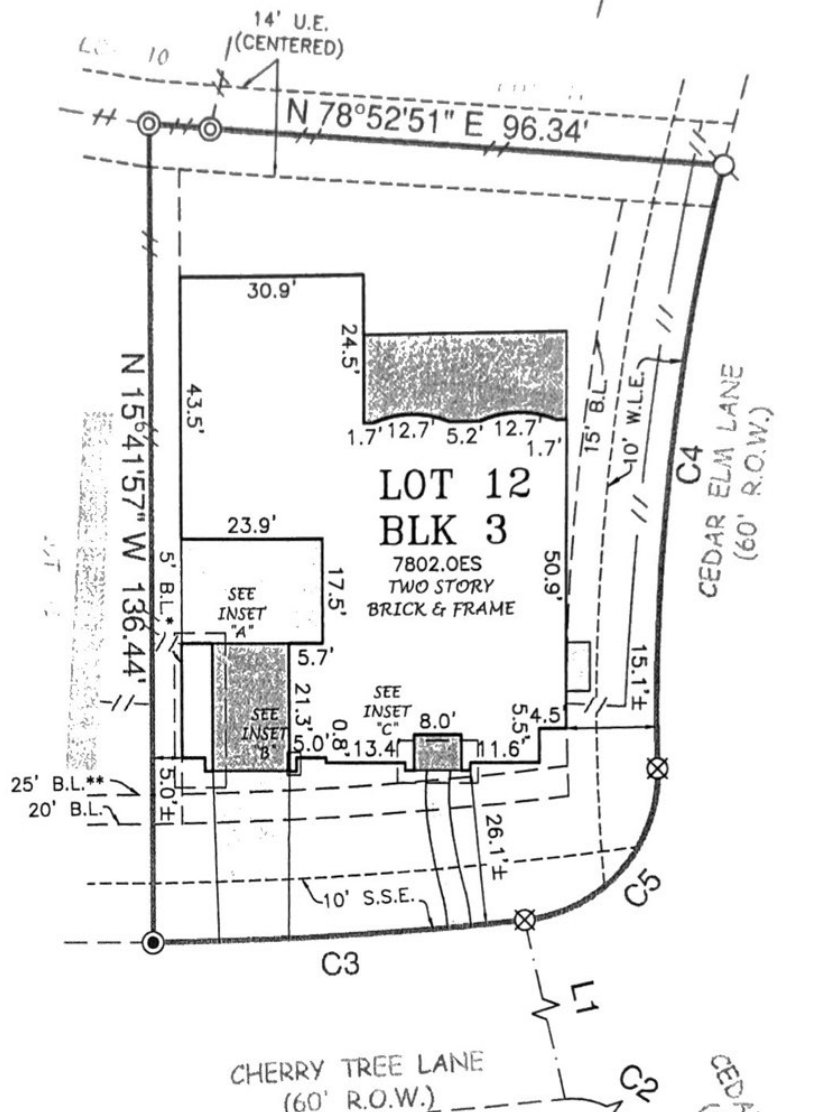 14' U.E.
(CENTERED)
10
N 78°52'51" E 96.34'
30.9'
24.5'
43.5'
N 15°41'57" W 136.44'
1.7'
12.7'
5.2'
12.7'
1.7'
15' B.L.
10' W.L.E.
C4
CEDAR ELM LANE
(60' R.O.W.)
LOT 12
BLK 3
7802.OES
TWO STORY
BRICK & FRAME
23.9'
17.5'
50.9'
5' B.L.*
SEE
INSET
"A"
5.7'
21.3'
SEE
INSET
"B"
5.0'
0.8'
13.4
SEE
INSET
"C"
8.0'
11.6'
5.5'
4.5'
15.1'±
25' B.L.**
20' B.L.
5.0'±
26.1'±
10' S.S.E.
C5
C3
L1
CHERRY TREE LANE
(60' R.O.W.)
C2